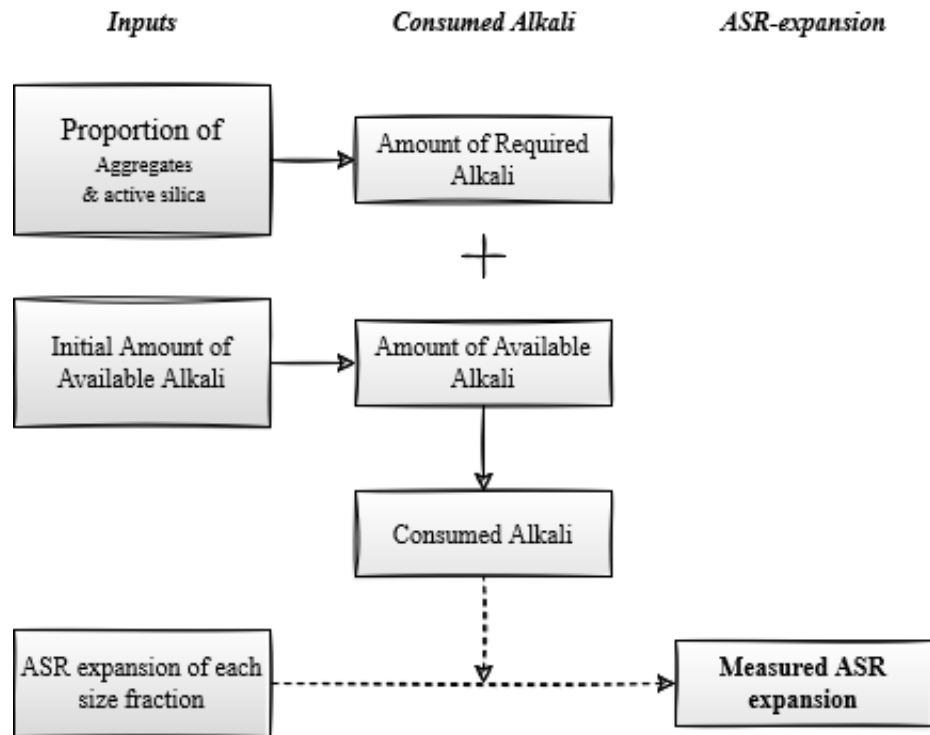 Inputs
Consumed Alkali
ASR-expansion
Proportion of
Aggregates
& active silica
Amount of Required
Alkali
Initial Amount of
Available Alkali
Amount of Available
Alkali
Consumed Alkali
ASR expansion of each
size fraction
Measured ASR
expansion